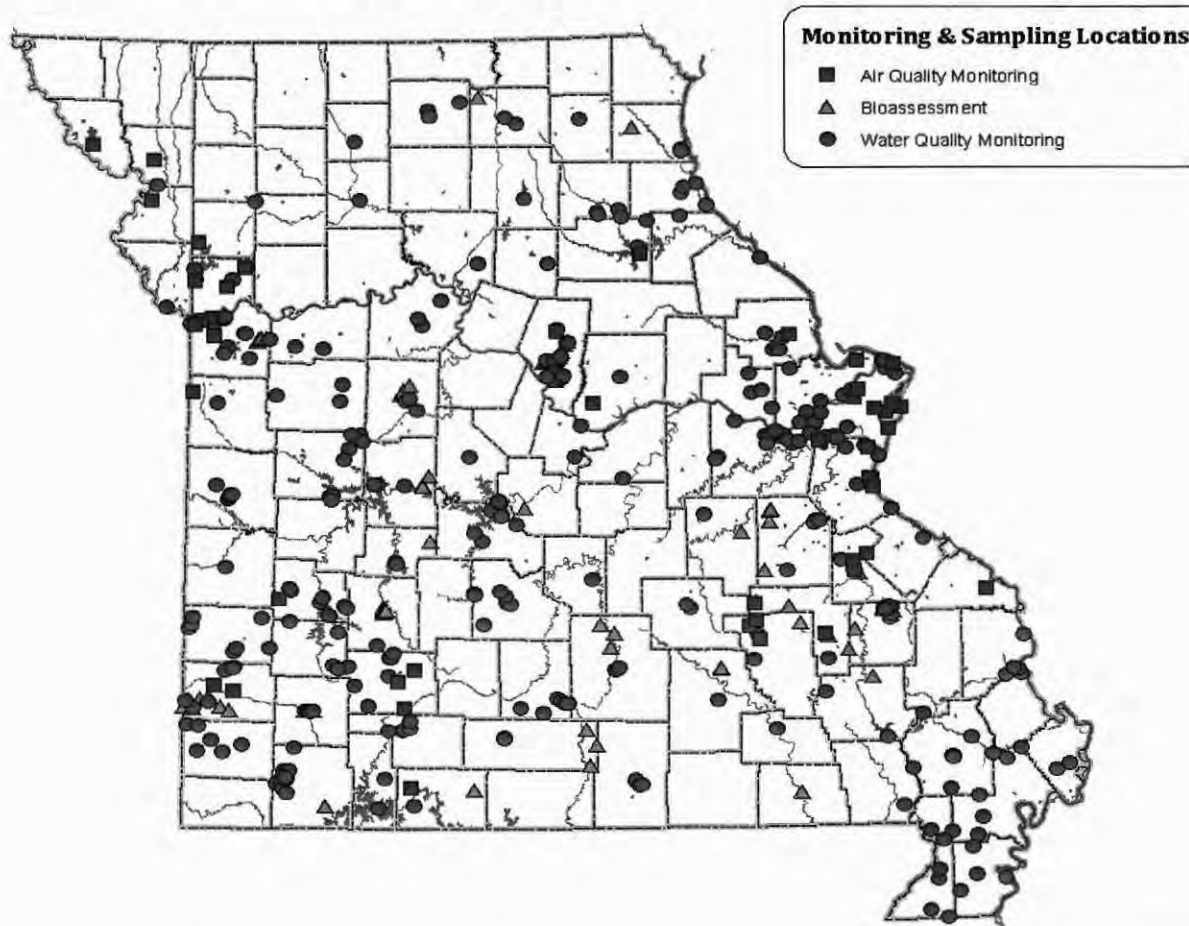 Monitoring & Sampling Locations
Air Quality Monitoring
Bioassessment
Water Quality Monitoring